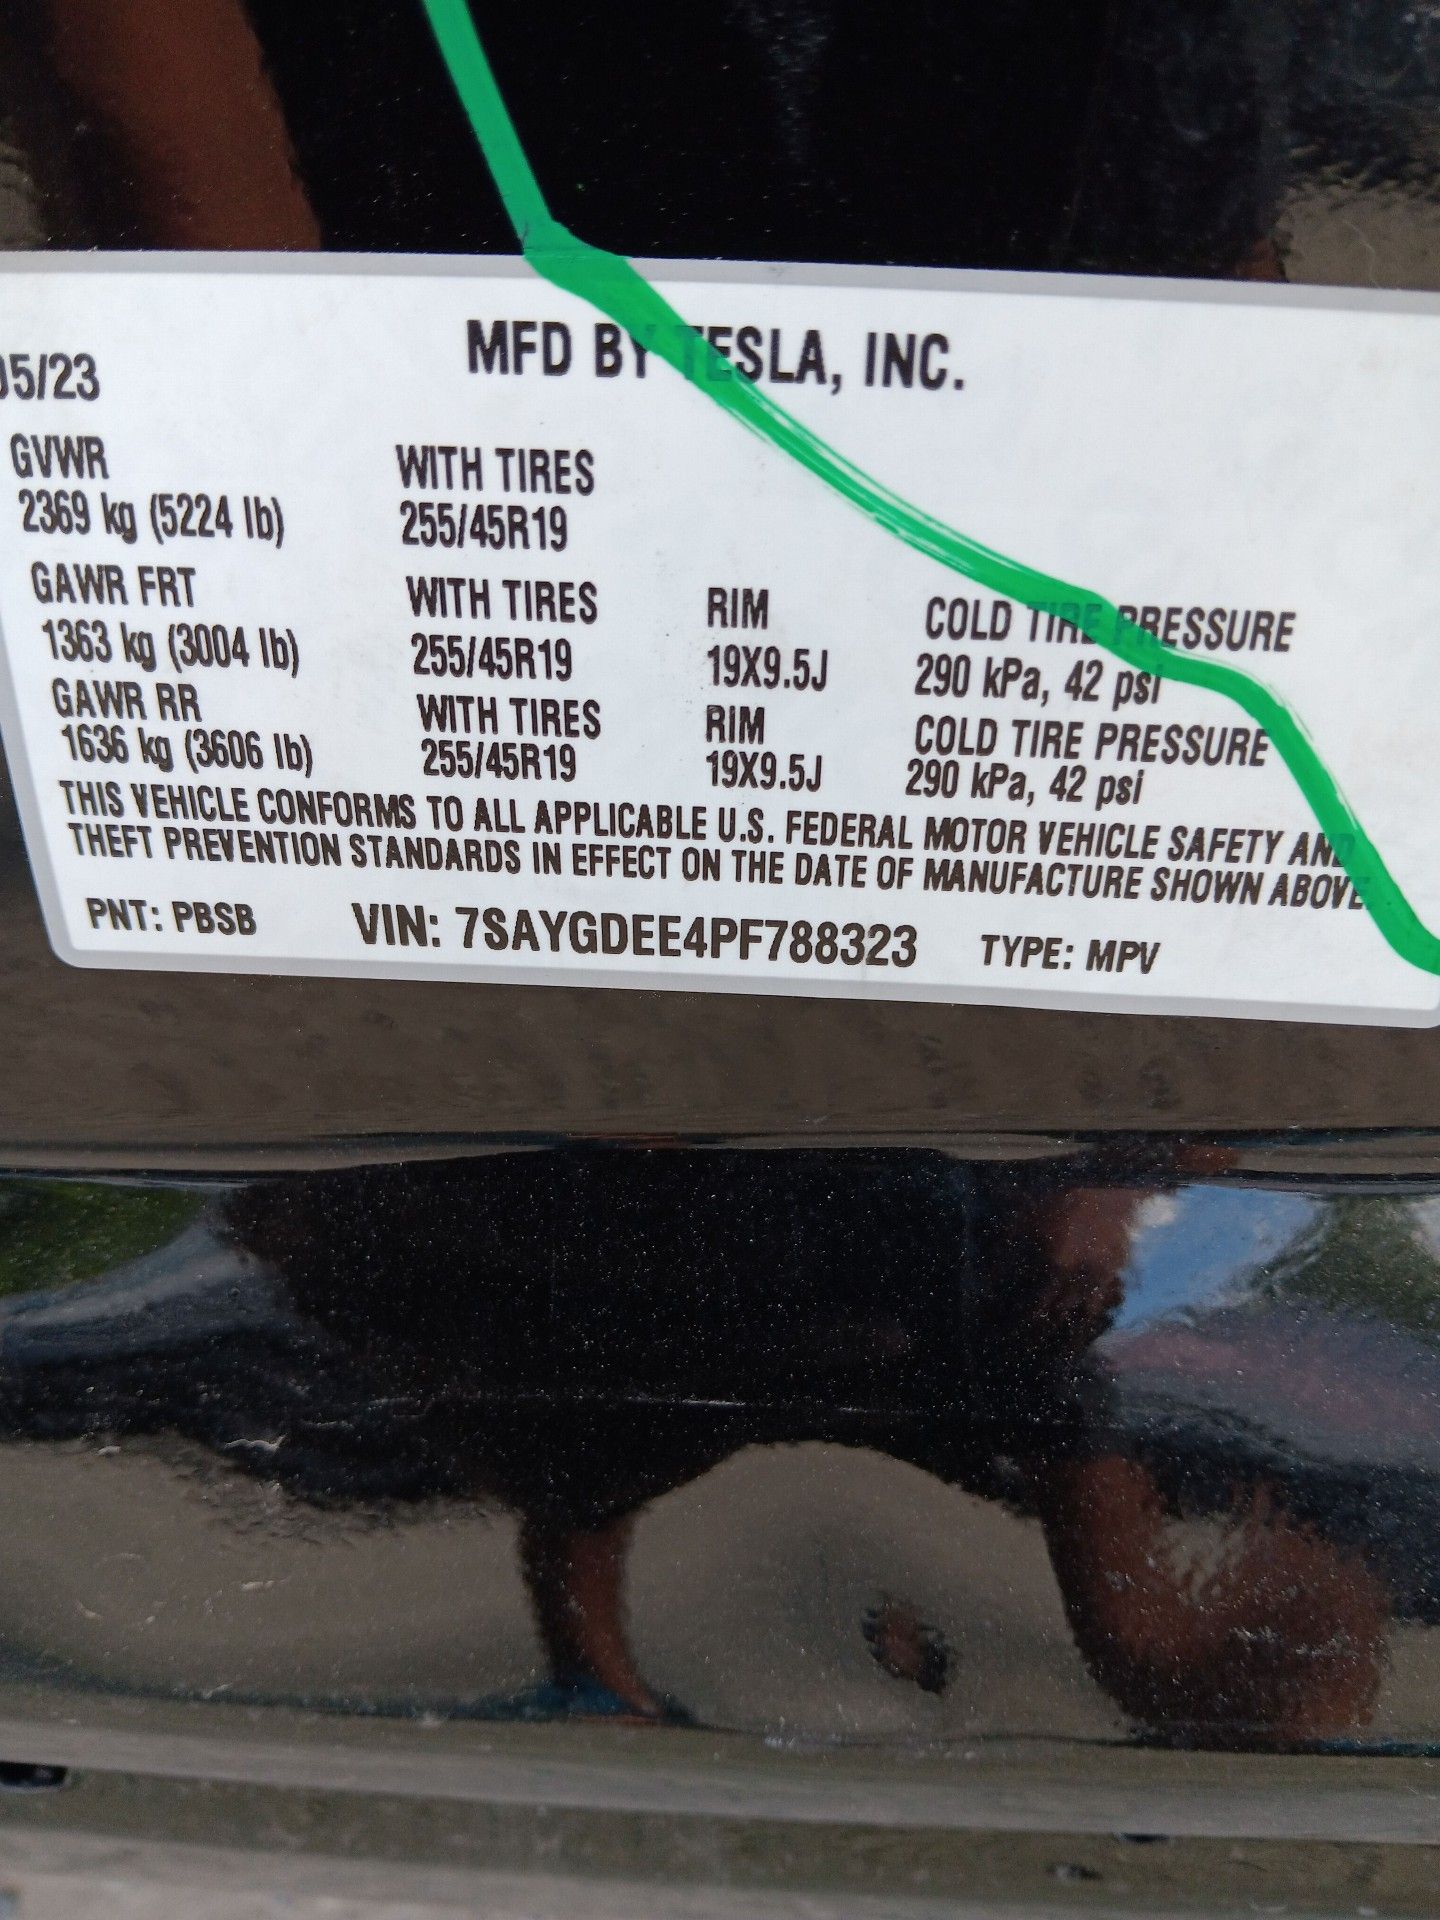 05/23 MFD BY TESLA, INC.
GVWR WITH TIRES
2369 kg (5224 lb) 255/45R19
GAWR FRT WITH TIRES RIM COLD TIRE PRESSURE
1363 kg (3004 lb) 255/45R19 19X9.5J 290 kPa, 42 psi
GAWR RR WITH TIRES RIM COLD TIRE PRESSURE
1636 kg (3606 lb) 255/45R19 19X9.5J 290 kPa, 42 psi
THIS VEHICLE CONFORMS TO ALL APPLICABLE U.S. FEDERAL MOTOR VEHICLE SAFETY AND
THEFT PREVENTION STANDARDS IN EFFECT ON THE DATE OF MANUFACTURE SHOWN ABOVE
PNT: PBSB VIN: 7SAYGDEE4PF788323 TYPE: MPV